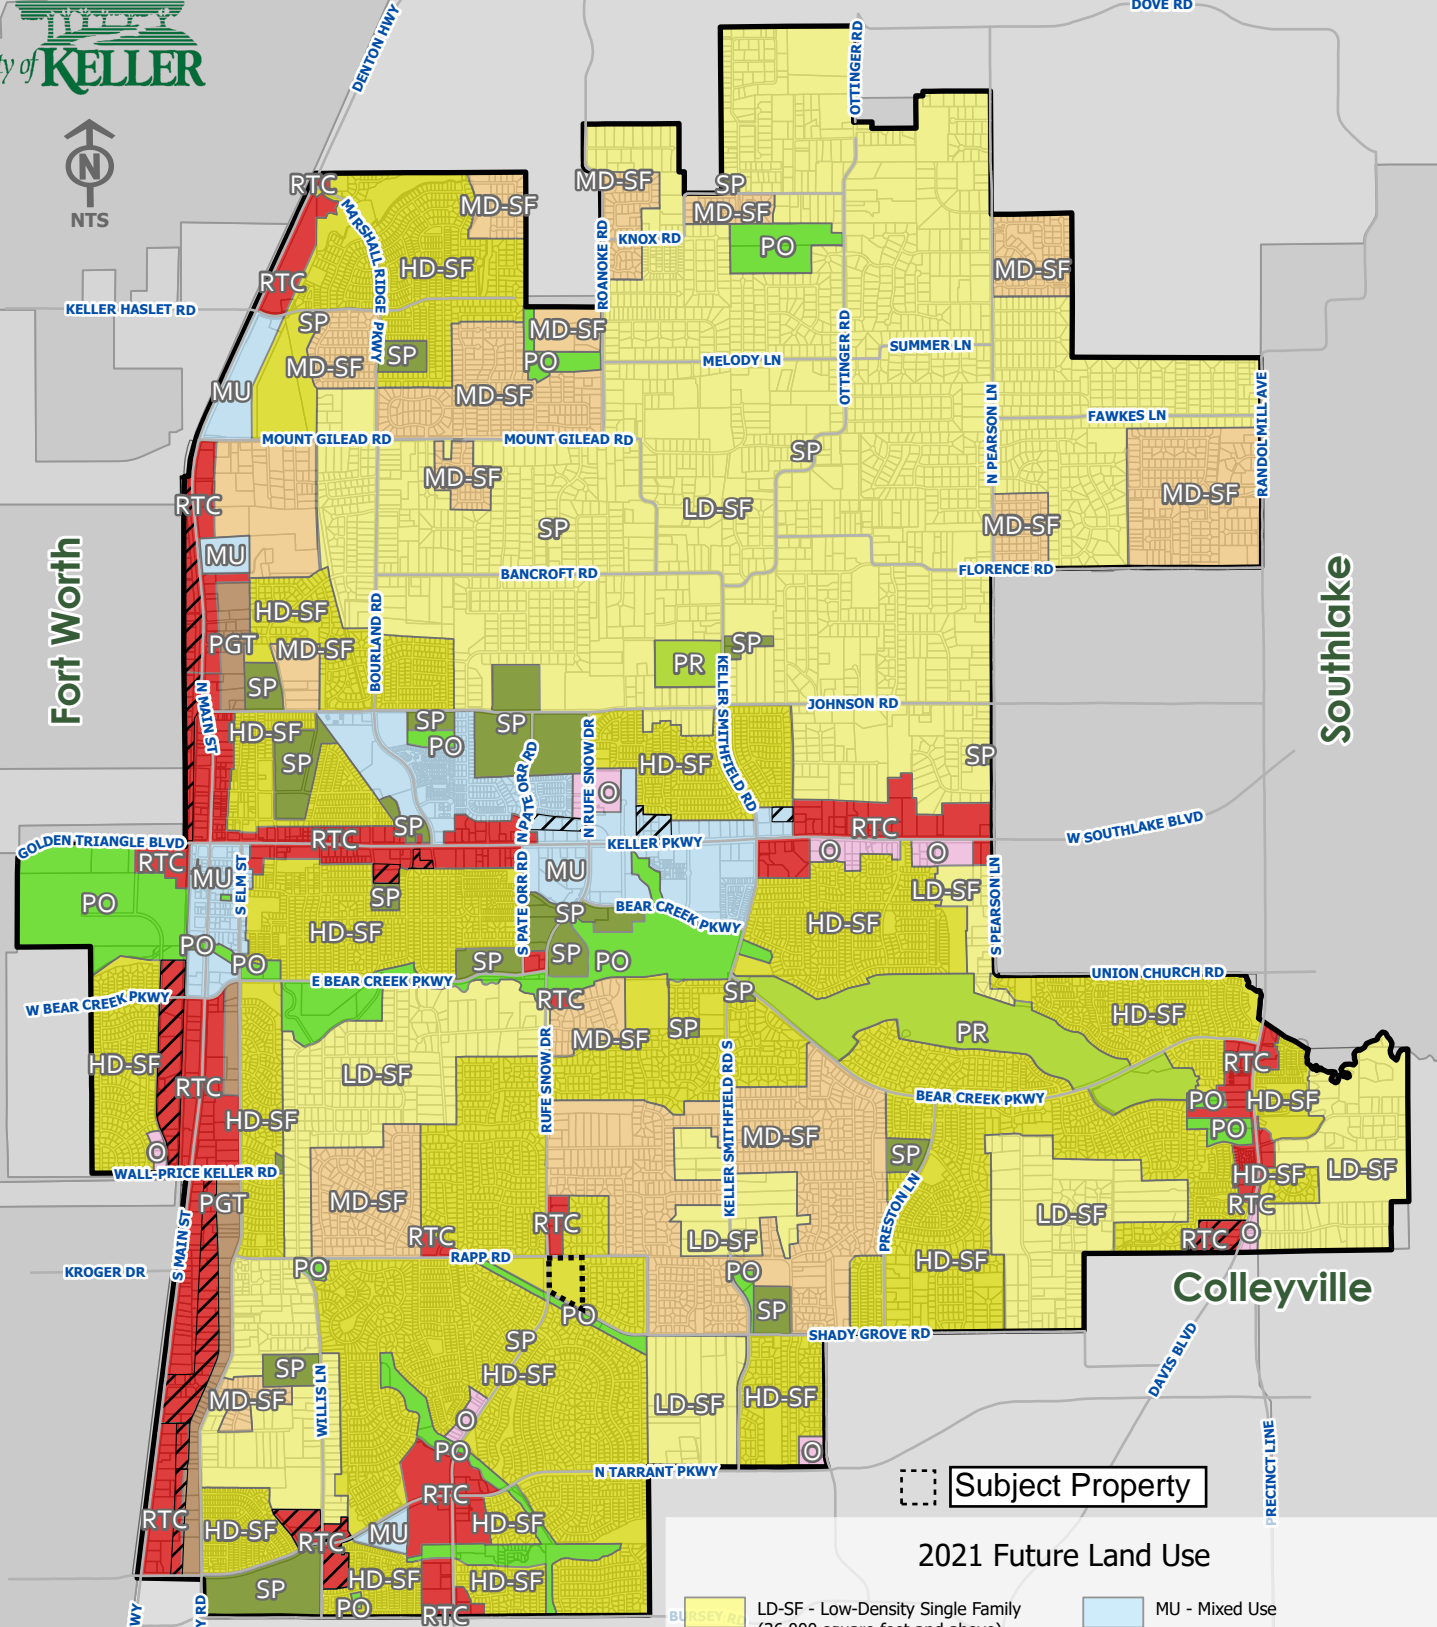 DOVE RD
DENTON HWY
OTTINGER RD
City of KELLER
N
NTS
RTC
MARSHALL RIDGE PKWY
MD-SF
MD-SF
SP
MD-SF
KNOX RD
PO
ROANOKE RD
HD-SF
RTC
MD-SF
KELLER HASLET RD
SP
MD-SF
SP
MD-SF
PO
MELODY LN
OTTINGER RD
SUMMER LN
MU
MD-SF
N PEARSON LN
FAWKES LN
RANDOL MILL AVE
MOUNT GILEAD RD
MOUNT GILEAD RD
SP
MD-SF
LD-SF
MD-SF
RTC
SP
MD-SF
MU
BANCROFT RD
FLORENCE RD
Fort Worth
Southlake
HD-SF
PGT
MD-SF
BOURLAND RD
SP
PR
SP
KELLER SMITHFIELD RD
N MAIN ST
JOHNSON RD
HD-SF
SP
SP
SP
PO
N PATE ORR RD
N RUFE SNOW DR
HD-SF
SP
O
GOLDEN TRIANGLE BLVD
RTC
SP
KELLER PKWY
RTC
W SOUTHLAKE BLVD
RTC
MU
S ELM ST
MU
O
O
LD-SF
S PEARSON LN
PO
SP
S PATE ORR RD
SP
BEAR CREEK PKWY
HD-SF
HD-SF
PO
PO
SP
SP
PO
E BEAR CREEK PKWY
UNION CHURCH RD
W BEAR CREEK PKWY
RTC
SP
HD-SF
MD-SF
SP
PR
HD-SF
LD-SF
RUFE SNOW DR
KELLER SMITHFIELD RD S
RTC
RTC
BEAR CREEK PKWY
PO
HD-SF
HD-SF
MD-SF
PO
O
SP
WALL-PRICE KELLER RD
HD-SF
LD-SF
PGT
MD-SF
RTC
RTC
LD-SF
PRESTON LN
LD-SF
RTC
O
RTC
S MAIN ST
RAPP RD
HD-SF
KROGER DR
PO
PO
SP
PO
Colleyville
SP
SHADY GROVE RD
DAVIS BLVD
SP
HD-SF
MD-SF
WILLIS LN
LD-SF
HD-SF
O
PO
O
N TARRANT PKWY
PRECINCT LINE
RTC
Subject Property
RTC
HD-SF
RTC
MU
HD-SF
2021 Future Land Use
SP
HD-SF
HD-SF
PO
RTC
BURSEY RD
LD-SF - Low-Density Single Family
MU - Mixed Use